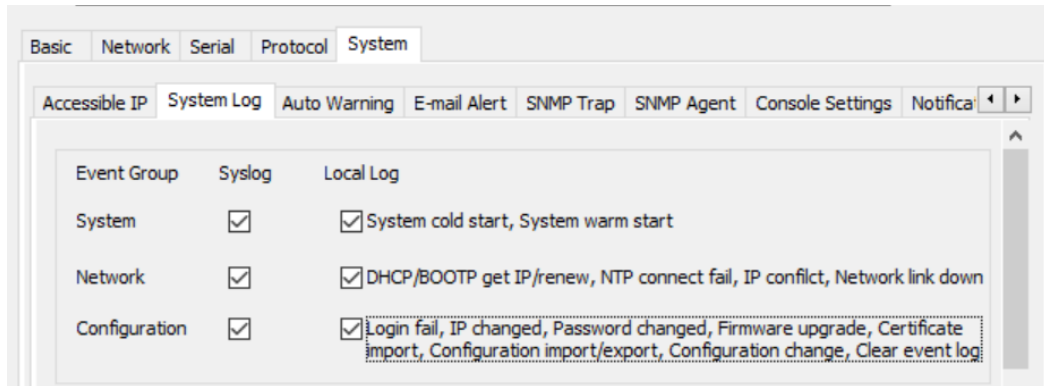 Basic Network Serial Protocol System
Accessible IP System Log Auto Warning E-mail Alert SNMP Trap SNMP Agent Console Settings Notificat
Event Group Syslog Local Log
System System cold start, System warm start
Network DHCP/BOOTP get IP/renew, NTP connect fail, IP confilct, Network link down
Configuration Login fail, IP changed, Password changed, Firmware upgrade, Certificate
import, Configuration import/export, Configuration change, Clear event log